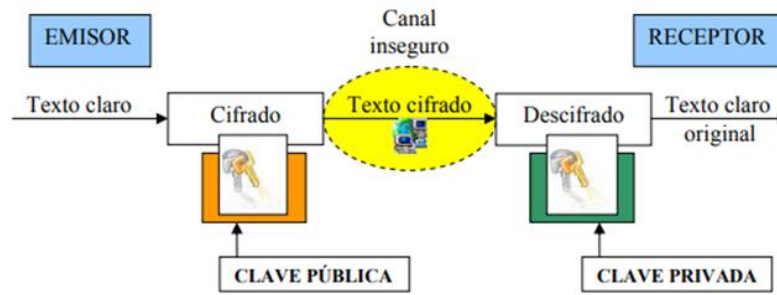 Canal
inseguro
EMISOR
RECEPTOR
Texto claro
Cifrado
Texto cifrado
Descifrado
Texto claro
original
CLAVE PÚBLICA
CLAVE PRIVADA